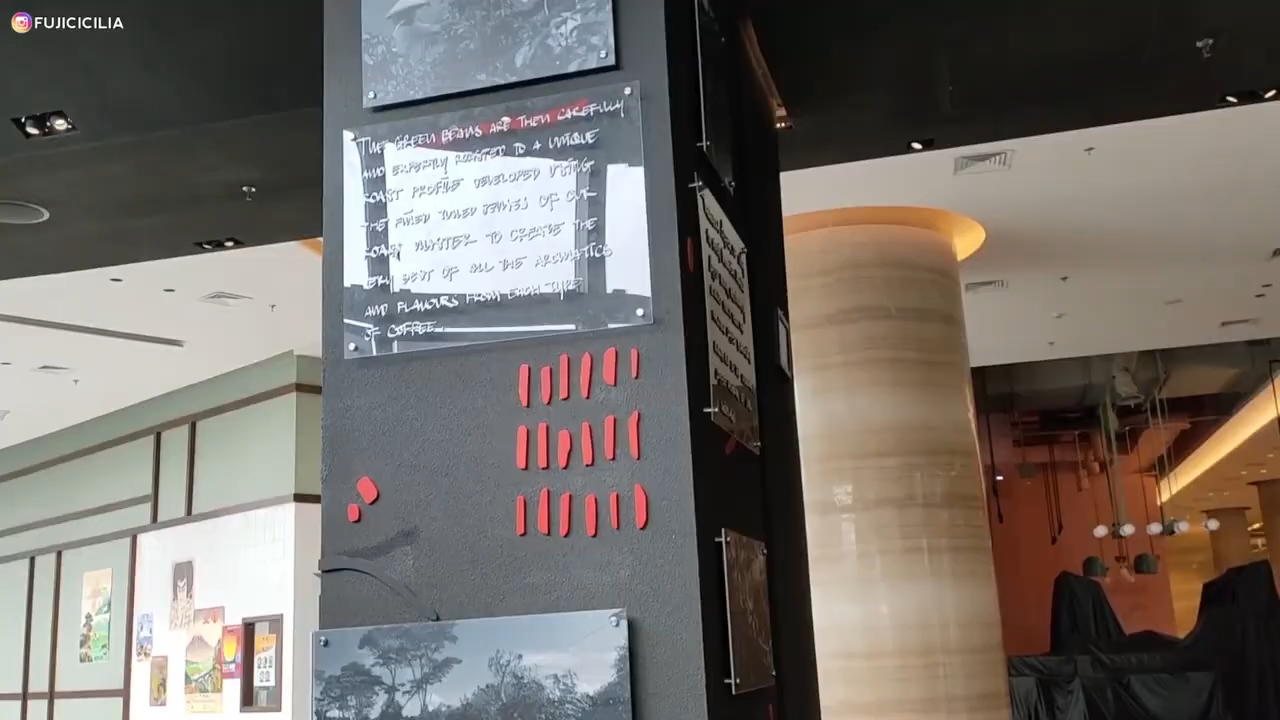 FUJICICILIA
THE GREEN BEANS ARE THEN CAREFULLY
AND EXPERTLY ROASTED TO A UNIQUE
ROAST PROFILE DEVELOPED USING
THE FINED TUNED SENSES OF OUR
ROAST MASTER TO CREATE THE
VERY BEST OF ALL THE AROMATICS
AND FLAVOURS FROM EACH TYPE
OF COFFEE.